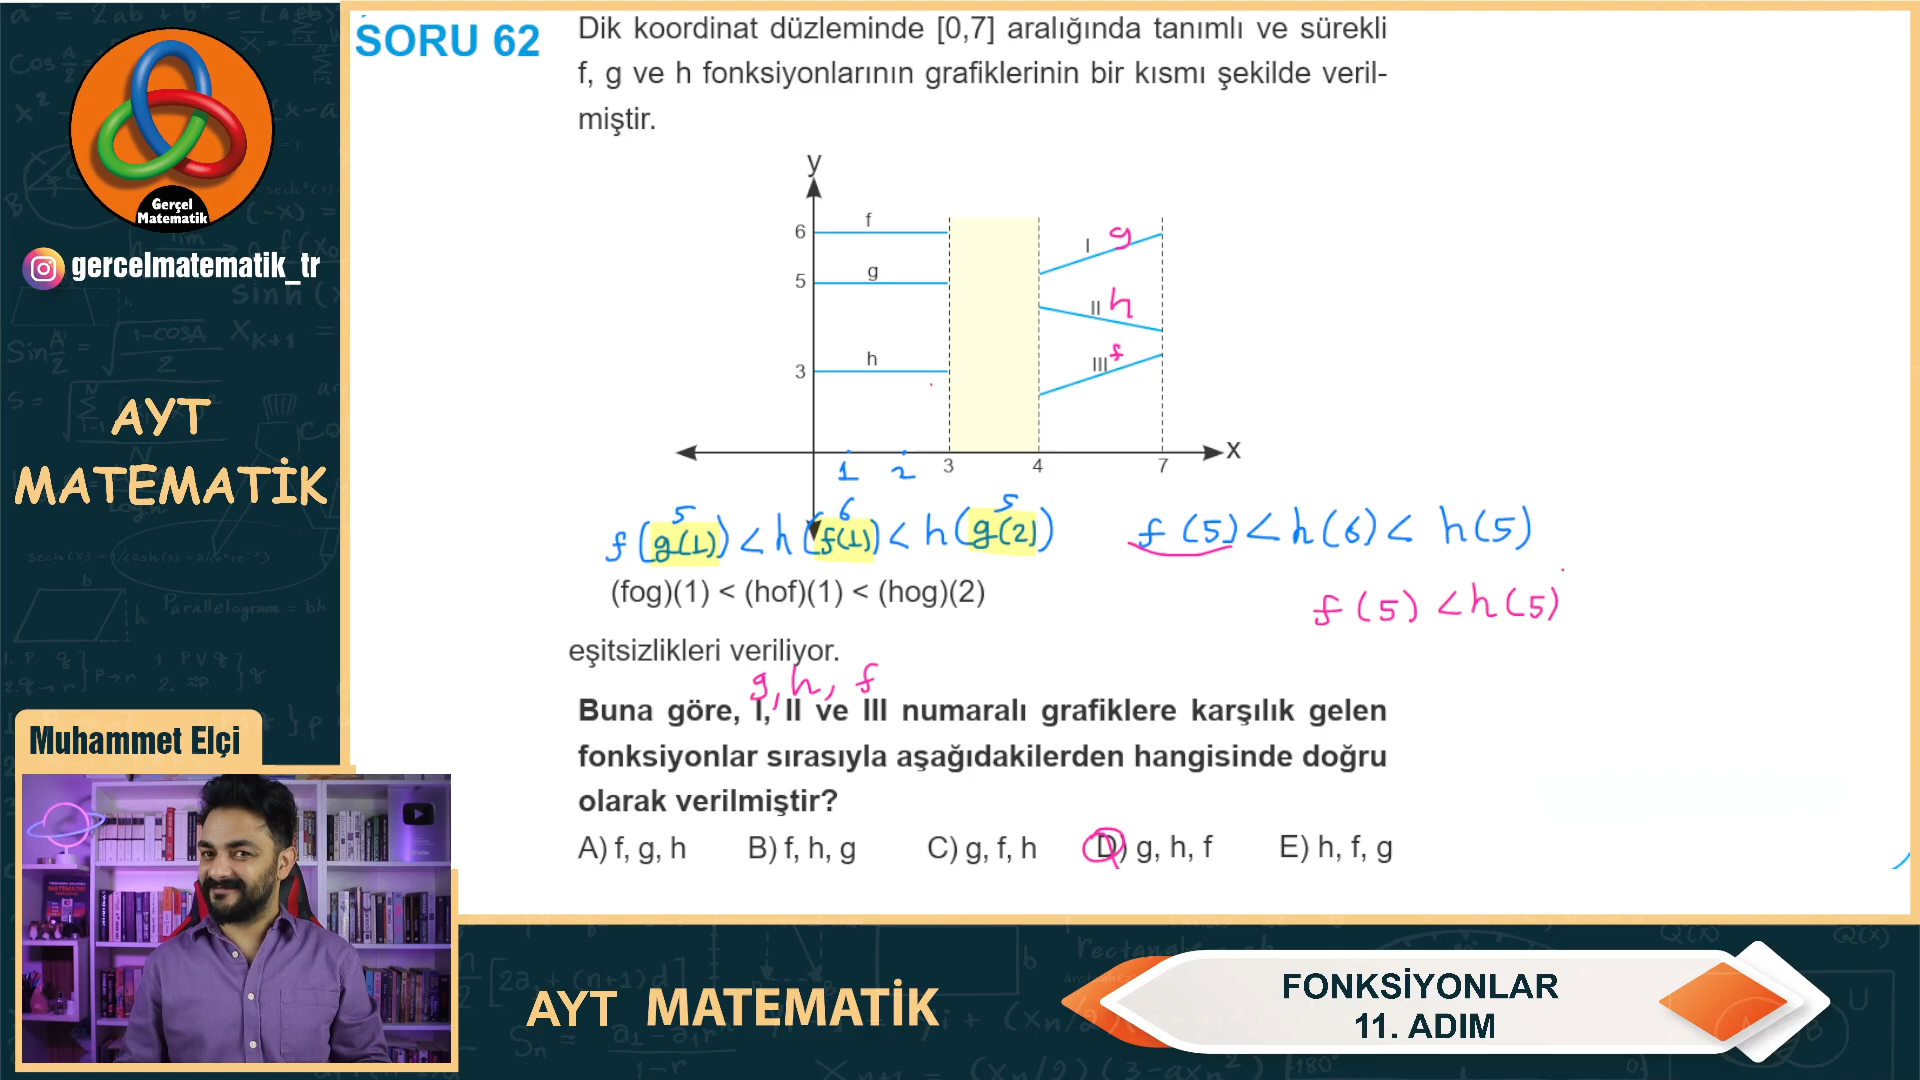 SORU 62
Dik koordinat düzleminde [0,7] aralığında tanımlı ve sürekli
f, g ve h fonksiyonlarının grafiklerinin bir kısmı şekilde veril-
miştir.
y
6
f
5
g
3
h
I g
II h
III f
x
1 2 3 4 7
5 6 5
f(g(1)) < h(f(1)) < h(g(2))
f(5) < h(6) < h(5)
(fog)(1) < (hof)(1) < (hog)(2)
f(5) < h(5)
eşitsizlikleri veriliyor.
g, h, f
Buna göre, I, II ve III numaralı grafiklere karşılık gelen
fonksiyonlar sırasıyla aşağıdakilerden hangisinde doğru
olarak verilmiştir?
A) f, g, h B) f, h, g C) g, f, h D) g, h, f E) h, f, g
Gerçel
Matematik
gercelmatematik_tr
AYT
MATEMATİK
Muhammet Elçi
AYT MATEMATİK
FONKSİYONLAR
11. ADIM